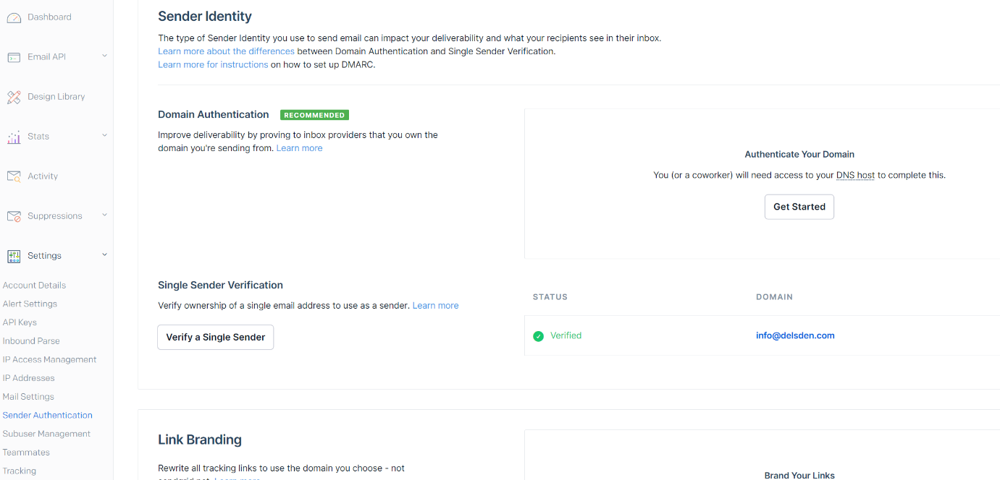 Dashboard
Email API
Design Library
Stats
Activity
Suppressions
Settings
Account Details
Alert Settings
API Keys
Inbound Parse
IP Access Management
IP Addresses
Mail Settings
Sender Authentication
Subuser Management
Teammates
Tracking
Sender Identity
The type of Sender Identity you use to send email can impact your deliverability and what your recipients see in their inbox.
Learn more about the differences between Domain Authentication and Single Sender Verification.
Learn more for instructions on how to set up DMARC.
Domain Authentication RECOMMENDED
Improve deliverability by proving to inbox providers that you own the
domain you're sending from. Learn more
Authenticate Your Domain
You (or a coworker) will need access to your DNS host to complete this.
Get Started
Single Sender Verification
Verify ownership of a single email address to use as a sender. Learn more
Verify a Single Sender
STATUS DOMAIN
Verified info@delsden.com
Link Branding
Rewrite all tracking links to use the domain you choose - not
sendgrid.net. Learn more
Brand Your Links